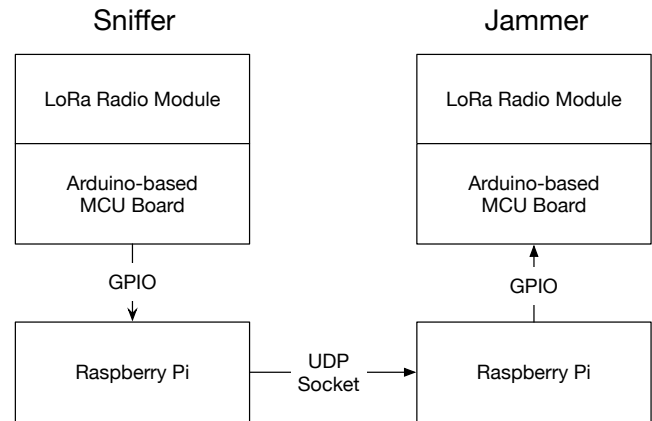 Sniffer
Jammer
LoRa Radio Module
LoRa Radio Module
Arduino-based
MCU Board
Arduino-based
MCU Board
GPIO
GPIO
Raspberry Pi
UDP
Socket
Raspberry Pi